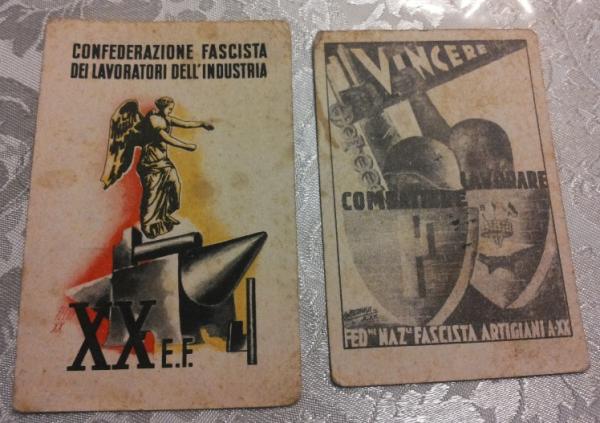 CONFEDERAZIONE FASCISTA
DEI LAVORATORI DELL'INDUSTRIA
XX E.F.
VINCERE
COMBATTERE
LAVORARE
FED.NE NAZ.LE FASCISTA ARTIGIANI A·XX